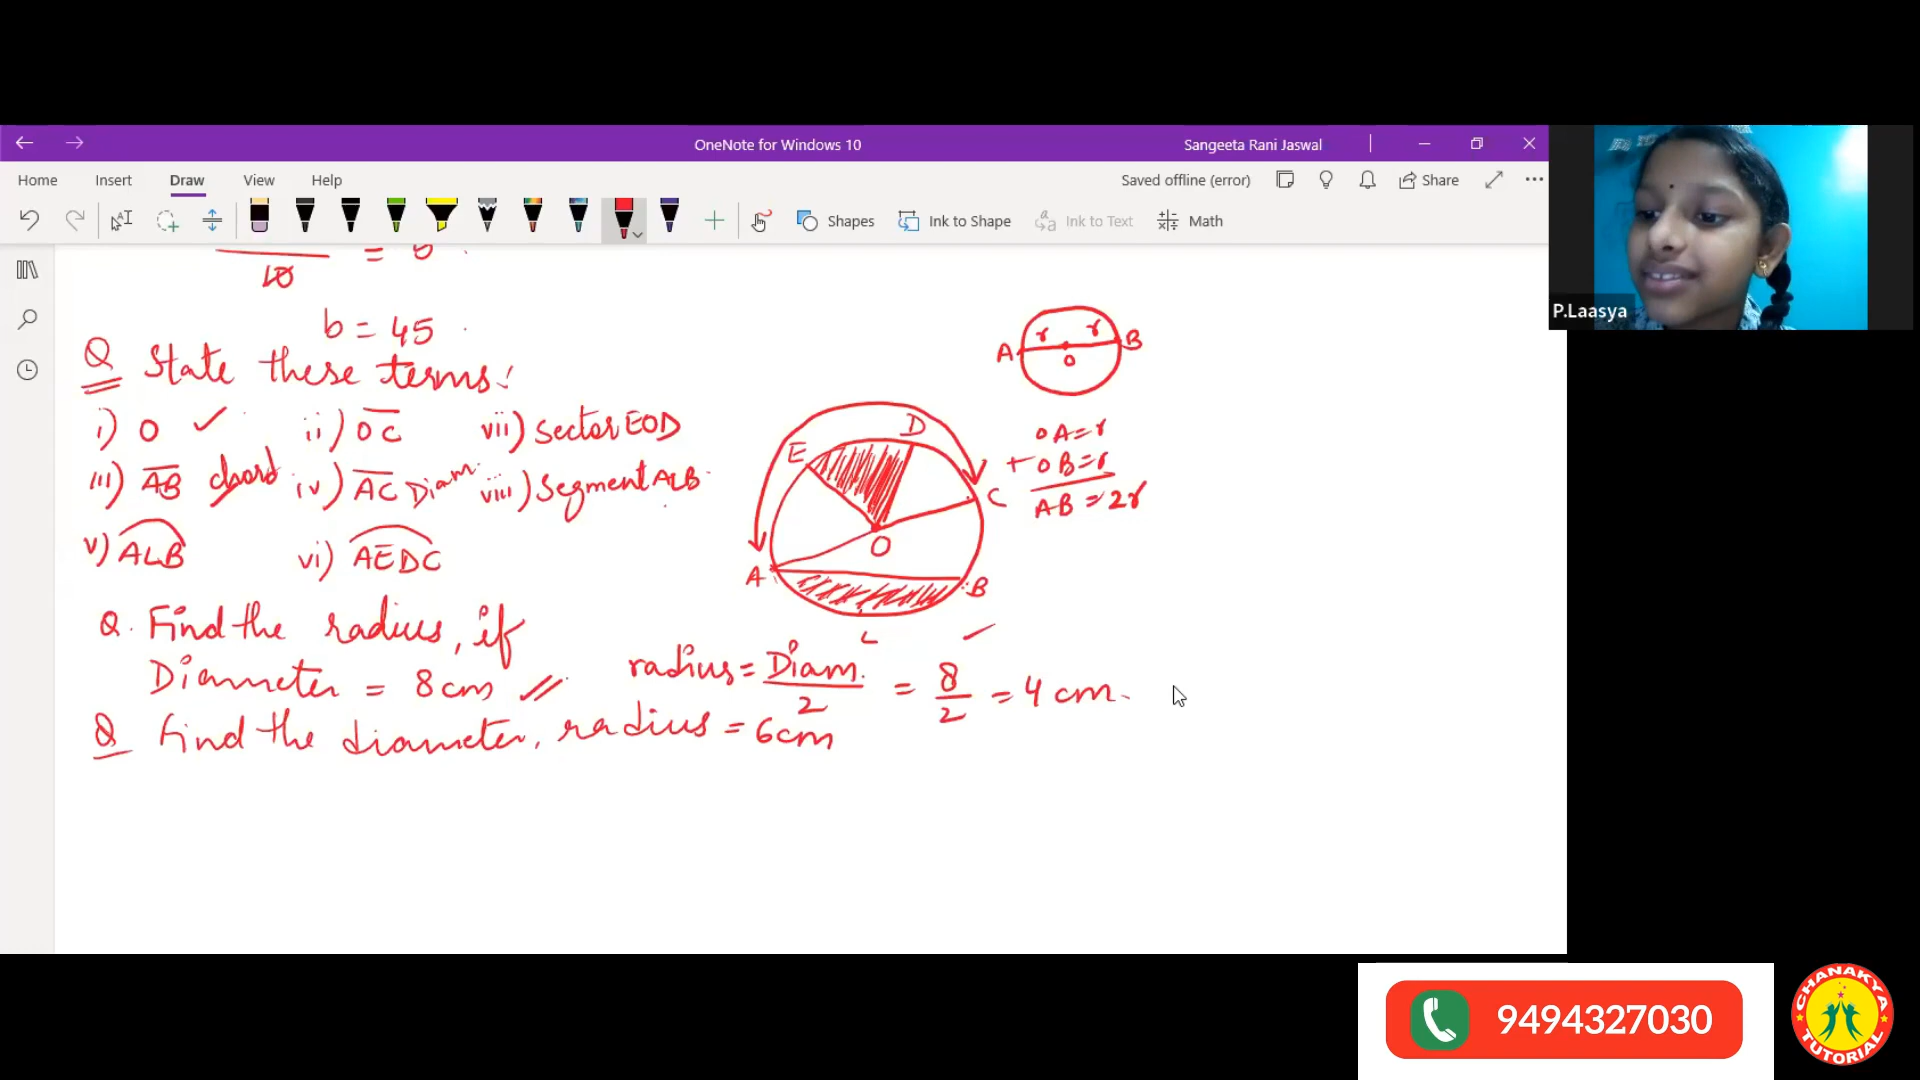 OneNote for Windows 10
Sangeeta Rani Jaswal
Home Insert Draw View Help
Saved offline (error) Share
Shapes Ink to Shape Ink to Text Math
P.Laasya
10 =
b = 45
Q State these terms:
i) O ii) OC vii) Sector EOD
iii) AB chord iv) AC Diam. viii) Segment ALB
v) ALB vi) AEDC
A r r B
O
OA = r
+ OB = r
AB = 2r
E D C
O
A B
L
Q. Find the radius, if
Diameter = 8cm
radius = Diam. / 2 = 8 / 2 = 4 cm.
Q Find the diameter, radius = 6cm
9494327030
CHANAKYA
TUTORIAL